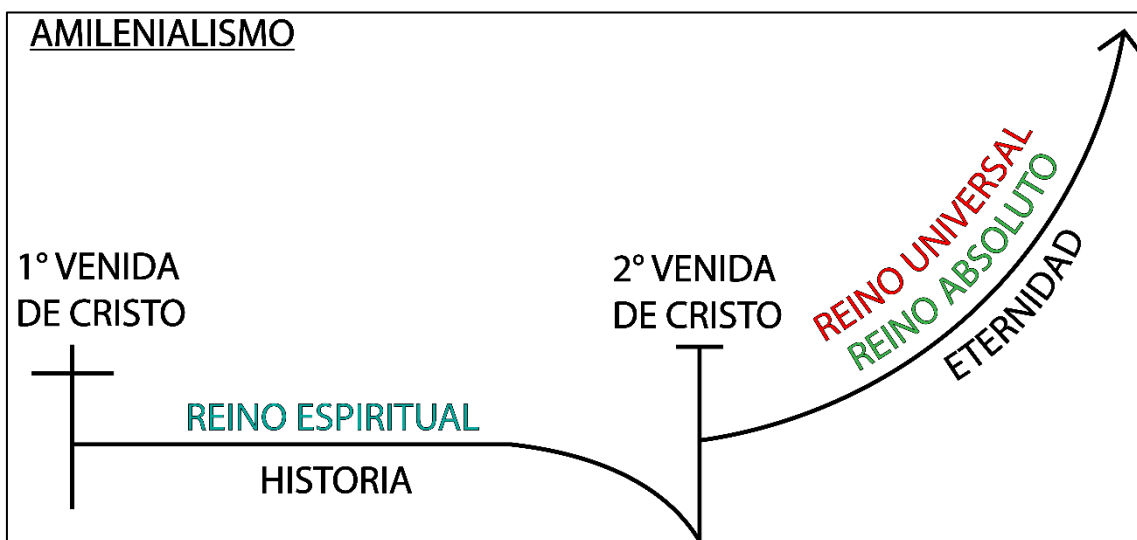 AMILENIALISMO
1° VENIDA
DE CRISTO
REINO ESPIRITUAL
HISTORIA
2° VENIDA
DE CRISTO
REINO UNIVERSAL
REINO ABSOLUTO
ETERNIDAD